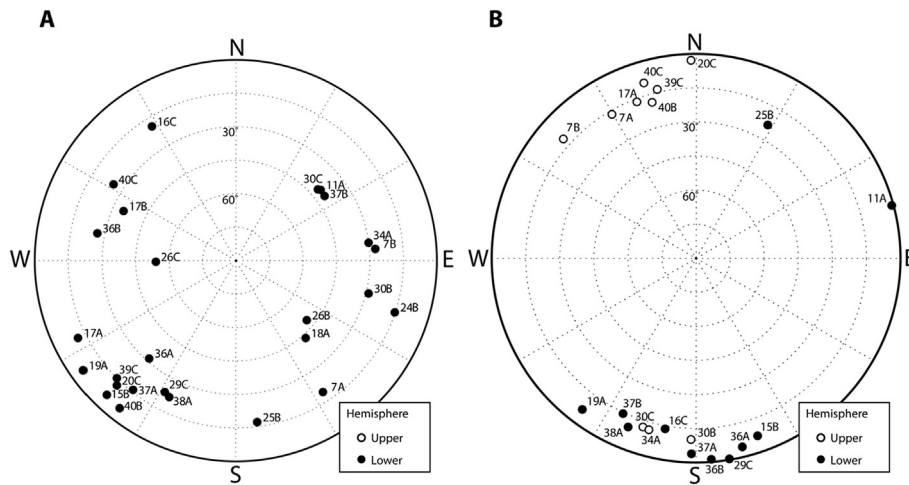 A
N
16C
30°
40C
17B
36B
30C
11A
37B
60°
34A
7B
W
E
26C
30B
24B
26B
18A
17A
36A
19A
39C
20C
37A
29C
15B
38A
40B
7A
25B
S
Hemisphere
Upper
Lower
B
N
20C
40C
39C
17A
40B
7A
7B
30°
25B
60°
11A
W
E
19A
37B
30C
16C
38A
34A
30B
37A
36A
15B
36B
29C
S
Hemisphere
Upper
Lower